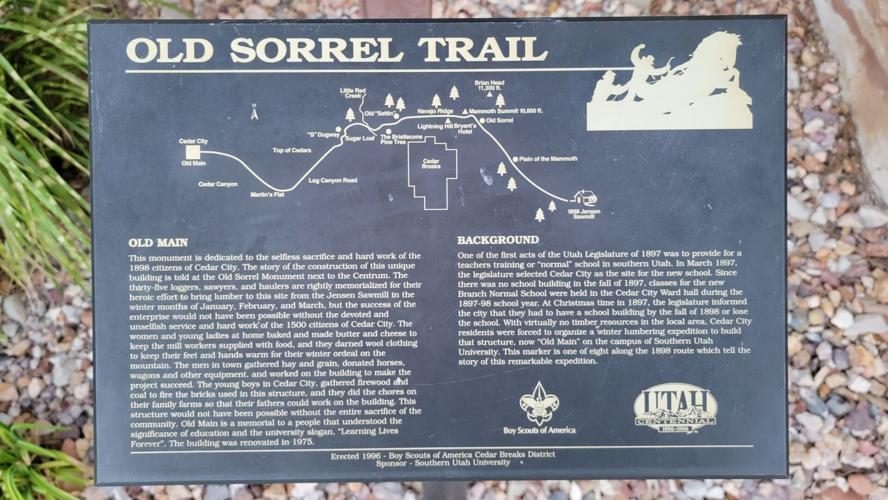 OLD SORREL TRAIL
Brian Head
11,300 ft.
Little Red
Creek
Old "Setting"
Navajo Ridge
Mammoth Summit 10,800 ft.
Old Sorrel
N
"S" Dugway
Lightning Hill
Bryant's
Hotel
Sugar Loaf
The Bristlecone
Pine Tree
Cedar City
Old Main
Top of Cedars
Cedar
Breaks
Plain of the Mammoth
Cedar Canyon
Log Canyon Road
Martin's Flat
1898 Jensen
Sawmill
OLD MAIN
This monument is dedicated to the selfless sacrifice and hard work of the
1898 citizens of Cedar City. The story of the construction of this unique
building is told at the Old Sorrel Monument next to the Centrum. The
thirty-five loggers, sawyers, and haulers are rightly memorialized for their
heroic effort to bring lumber to this site from the Jensen Sawmill in the
winter months of January, February, and March, but the success of the
enterprise would not have been possible without the devoted and
unselfish service and hard work of the 1500 citizens of Cedar City. The
women and young ladies at home baked and made butter and cheese to
keep the mill workers supplied with food, and they darned wool clothing
to keep their feet and hands warm for their winter ordeal on the
mountain. The men in town gathered hay and grain, donated horses,
wagons and other equipment, and worked on the building to make the
project succeed. The young boys in Cedar City, gathered firewood and
coal to fire the bricks used in this structure, and they did the chores on
their family farms so that their fathers could work on the building. This
structure would not have been possible without the entire sacrifice of the
community. Old Main is a memorial to a people that understood the
significance of education and the university slogan, "Learning Lives
Forever". The building was renovated in 1975.
BACKGROUND
One of the first acts of the Utah Legislature of 1897 was to provide for a
teachers training or "normal" school in southern Utah. In March 1897,
the legislature selected Cedar City as the site for the new school. Since
there was no school building in the fall of 1897, classes for the new
Branch Normal School were held in the Cedar City Ward hall during the
1897-98 school year. At Christmas time in 1897, the legislature informed
the city that they had to have a school building by the fall of 1898 or lose
the school. With virtually no timber resources in the local area, Cedar City
residents were forced to organize a winter lumbering expedition to build
that structure, now "Old Main" on the campus of Southern Utah
University. This marker is one of eight along the 1898 route which tell the
story of this remarkable expedition.
Boy Scouts of America
UTAH
CENTENNIAL
1896-1996
Erected 1996 - Boy Scouts of America Cedar Breaks District
Sponsor - Southern Utah University